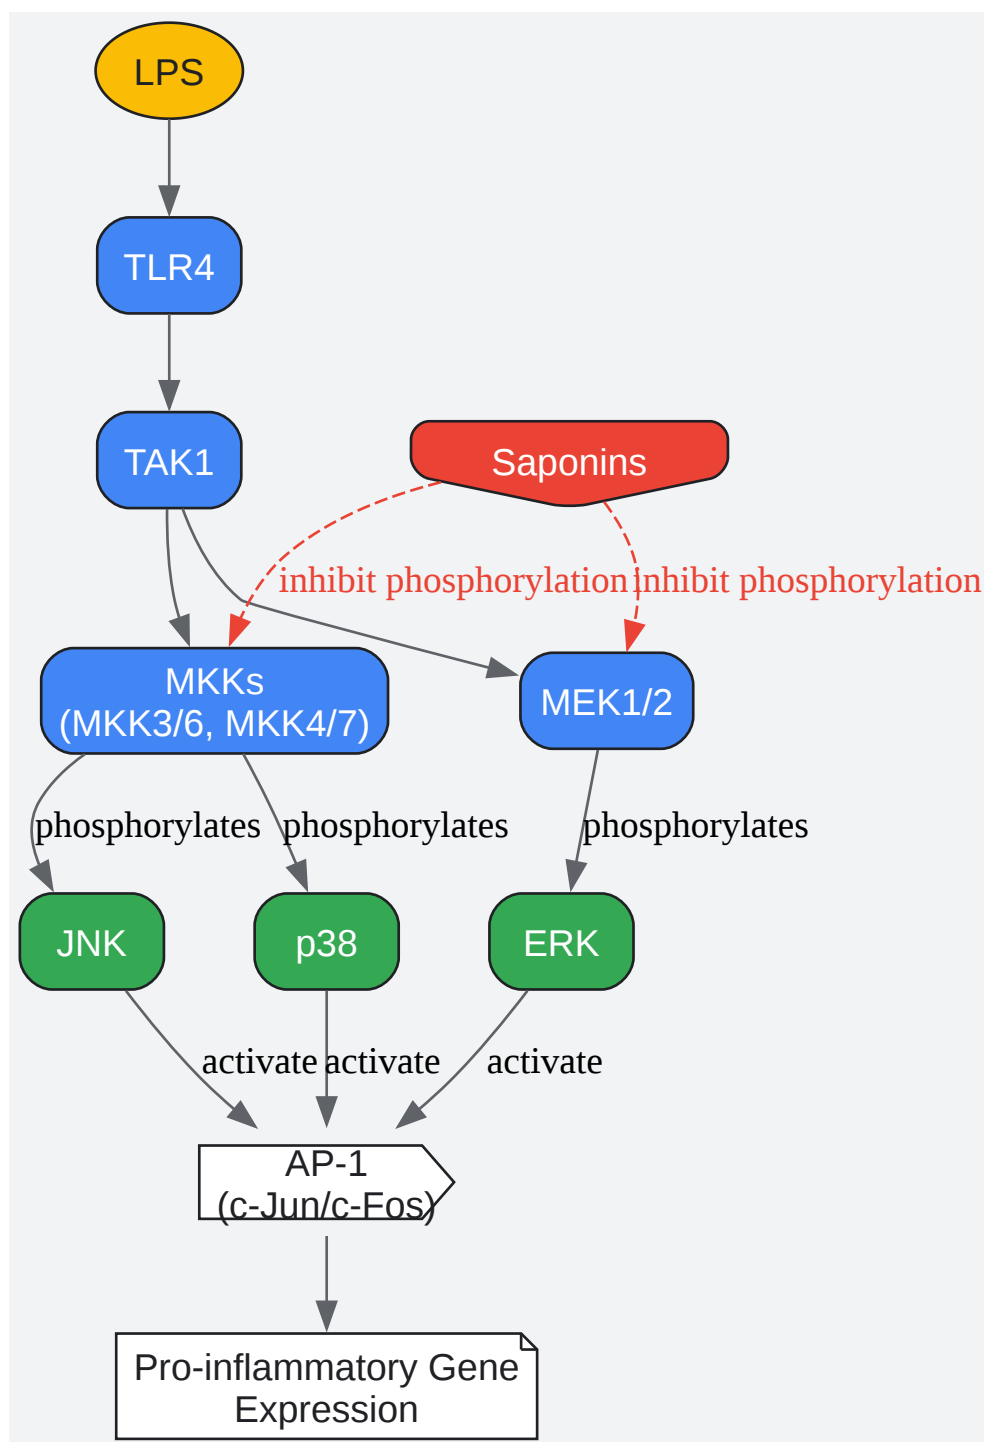 LPS
TLR4
TAK1
Saponins
inhibit phosphorylation
inhibit phosphorylation
MKKs
(MKK3/6, MKK4/7)
MEK1/2
phosphorylates
phosphorylates
phosphorylates
JNK
p38
ERK
activate
activate
activate
AP-1
(c-Jun/c-Fos)
Pro-inflammatory Gene
Expression